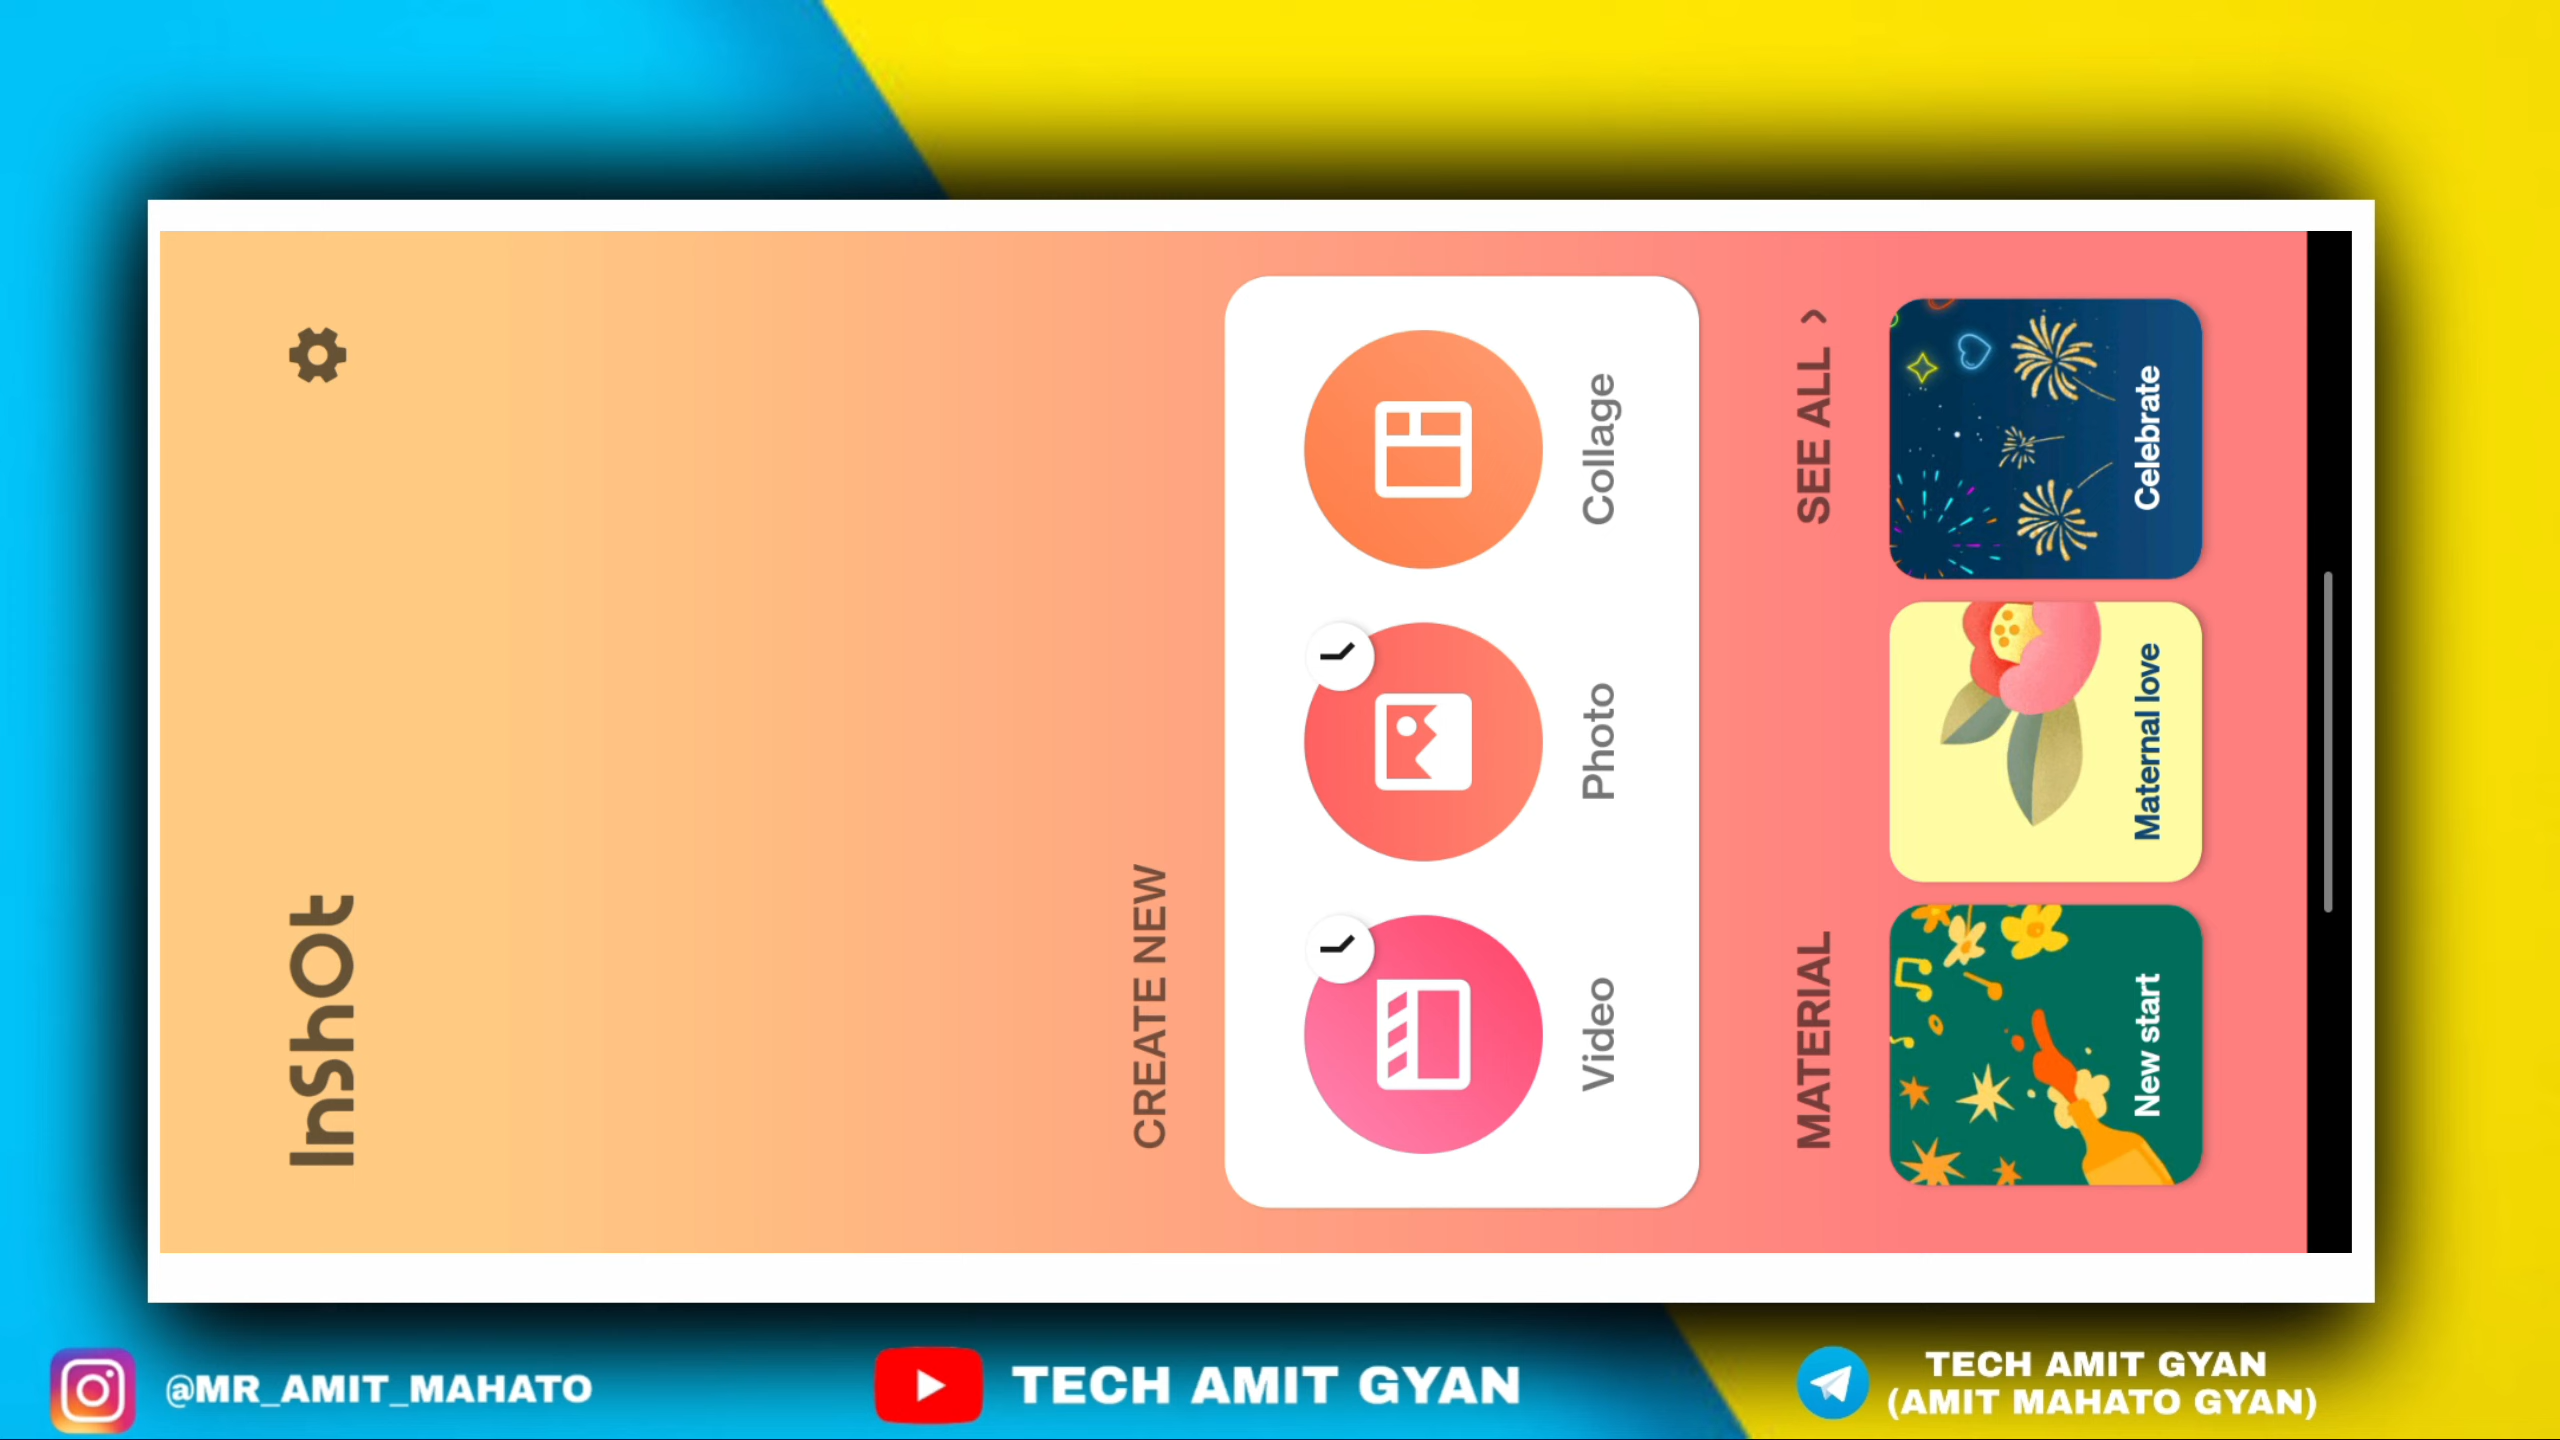 InShOt
CREATE NEW
Video
Photo
Collage
MATERIAL
SEE ALL >
New start
Maternal love
Celebrate
@MR_AMIT_MAHATO
TECH AMIT GYAN
TECH AMIT GYAN
(AMIT MAHATO GYAN)